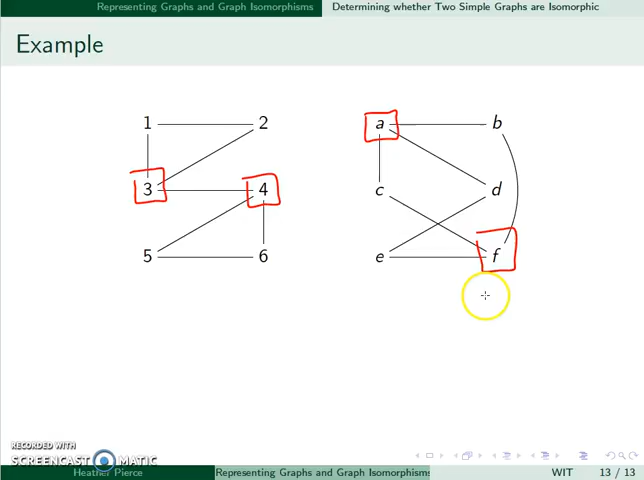 Representing Graphs and Graph Isomorphisms Determining whether Two Simple Graphs are Isomorphic
Example
1 2 a b
3 4 c d
5 6 e f
RECORDED WITH
SCREENCAST MATIC
Heather Pierce Representing Graphs and Graph Isomorphisms WIT 13 / 13